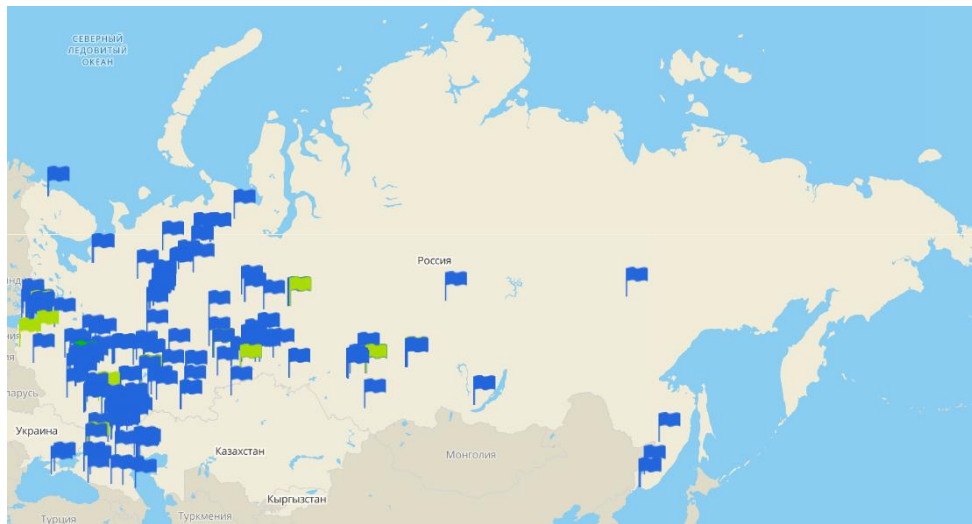 СЕВЕРНЫЙ
ЛЕДОВИТЫЙ
ОКЕАН
Россия
Украина
Казахстан
Монголия
Кыргызстан
Турция
Туркмения